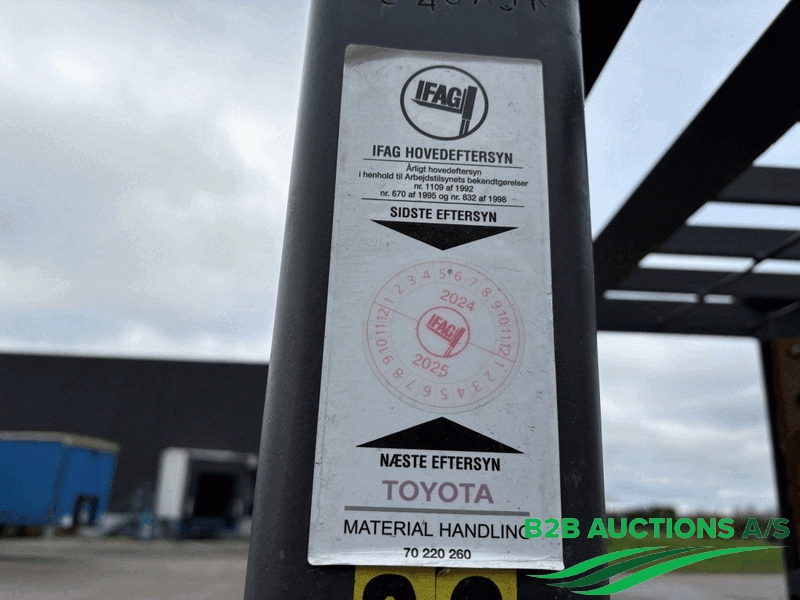 IFAG
IFAG HOVEDEFTERSYN
Årligt hovedeftersyn
i henhold til Arbejdstilsynets bekendtgørelser
nr. 1109 af 1992
nr. 670 af 1995 og nr. 832 af 1998
SIDSTE EFTERSYN
1 2 3 4 5 6 7 8 9 10 11 12
2024
IFAG
2025
1 2 3 4 5 6 7 8 9 10 11 12
NÆSTE EFTERSYN
TOYOTA
MATERIAL HANDLING
70 220 260
B2B AUCTIONS A/S